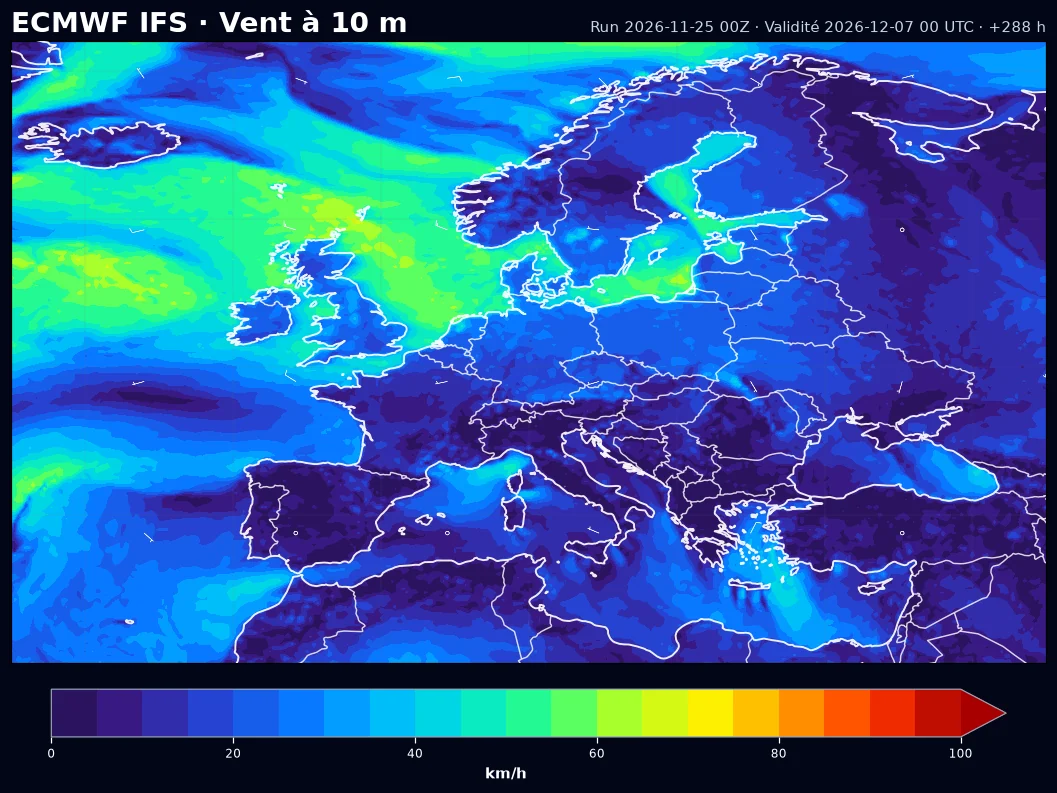 ECMWF IFS · Vent à 10 m
Run 2026-11-25 00Z · Validité 2026-12-07 00 UTC · +288 h
0 20 40 60 80 100
km/h